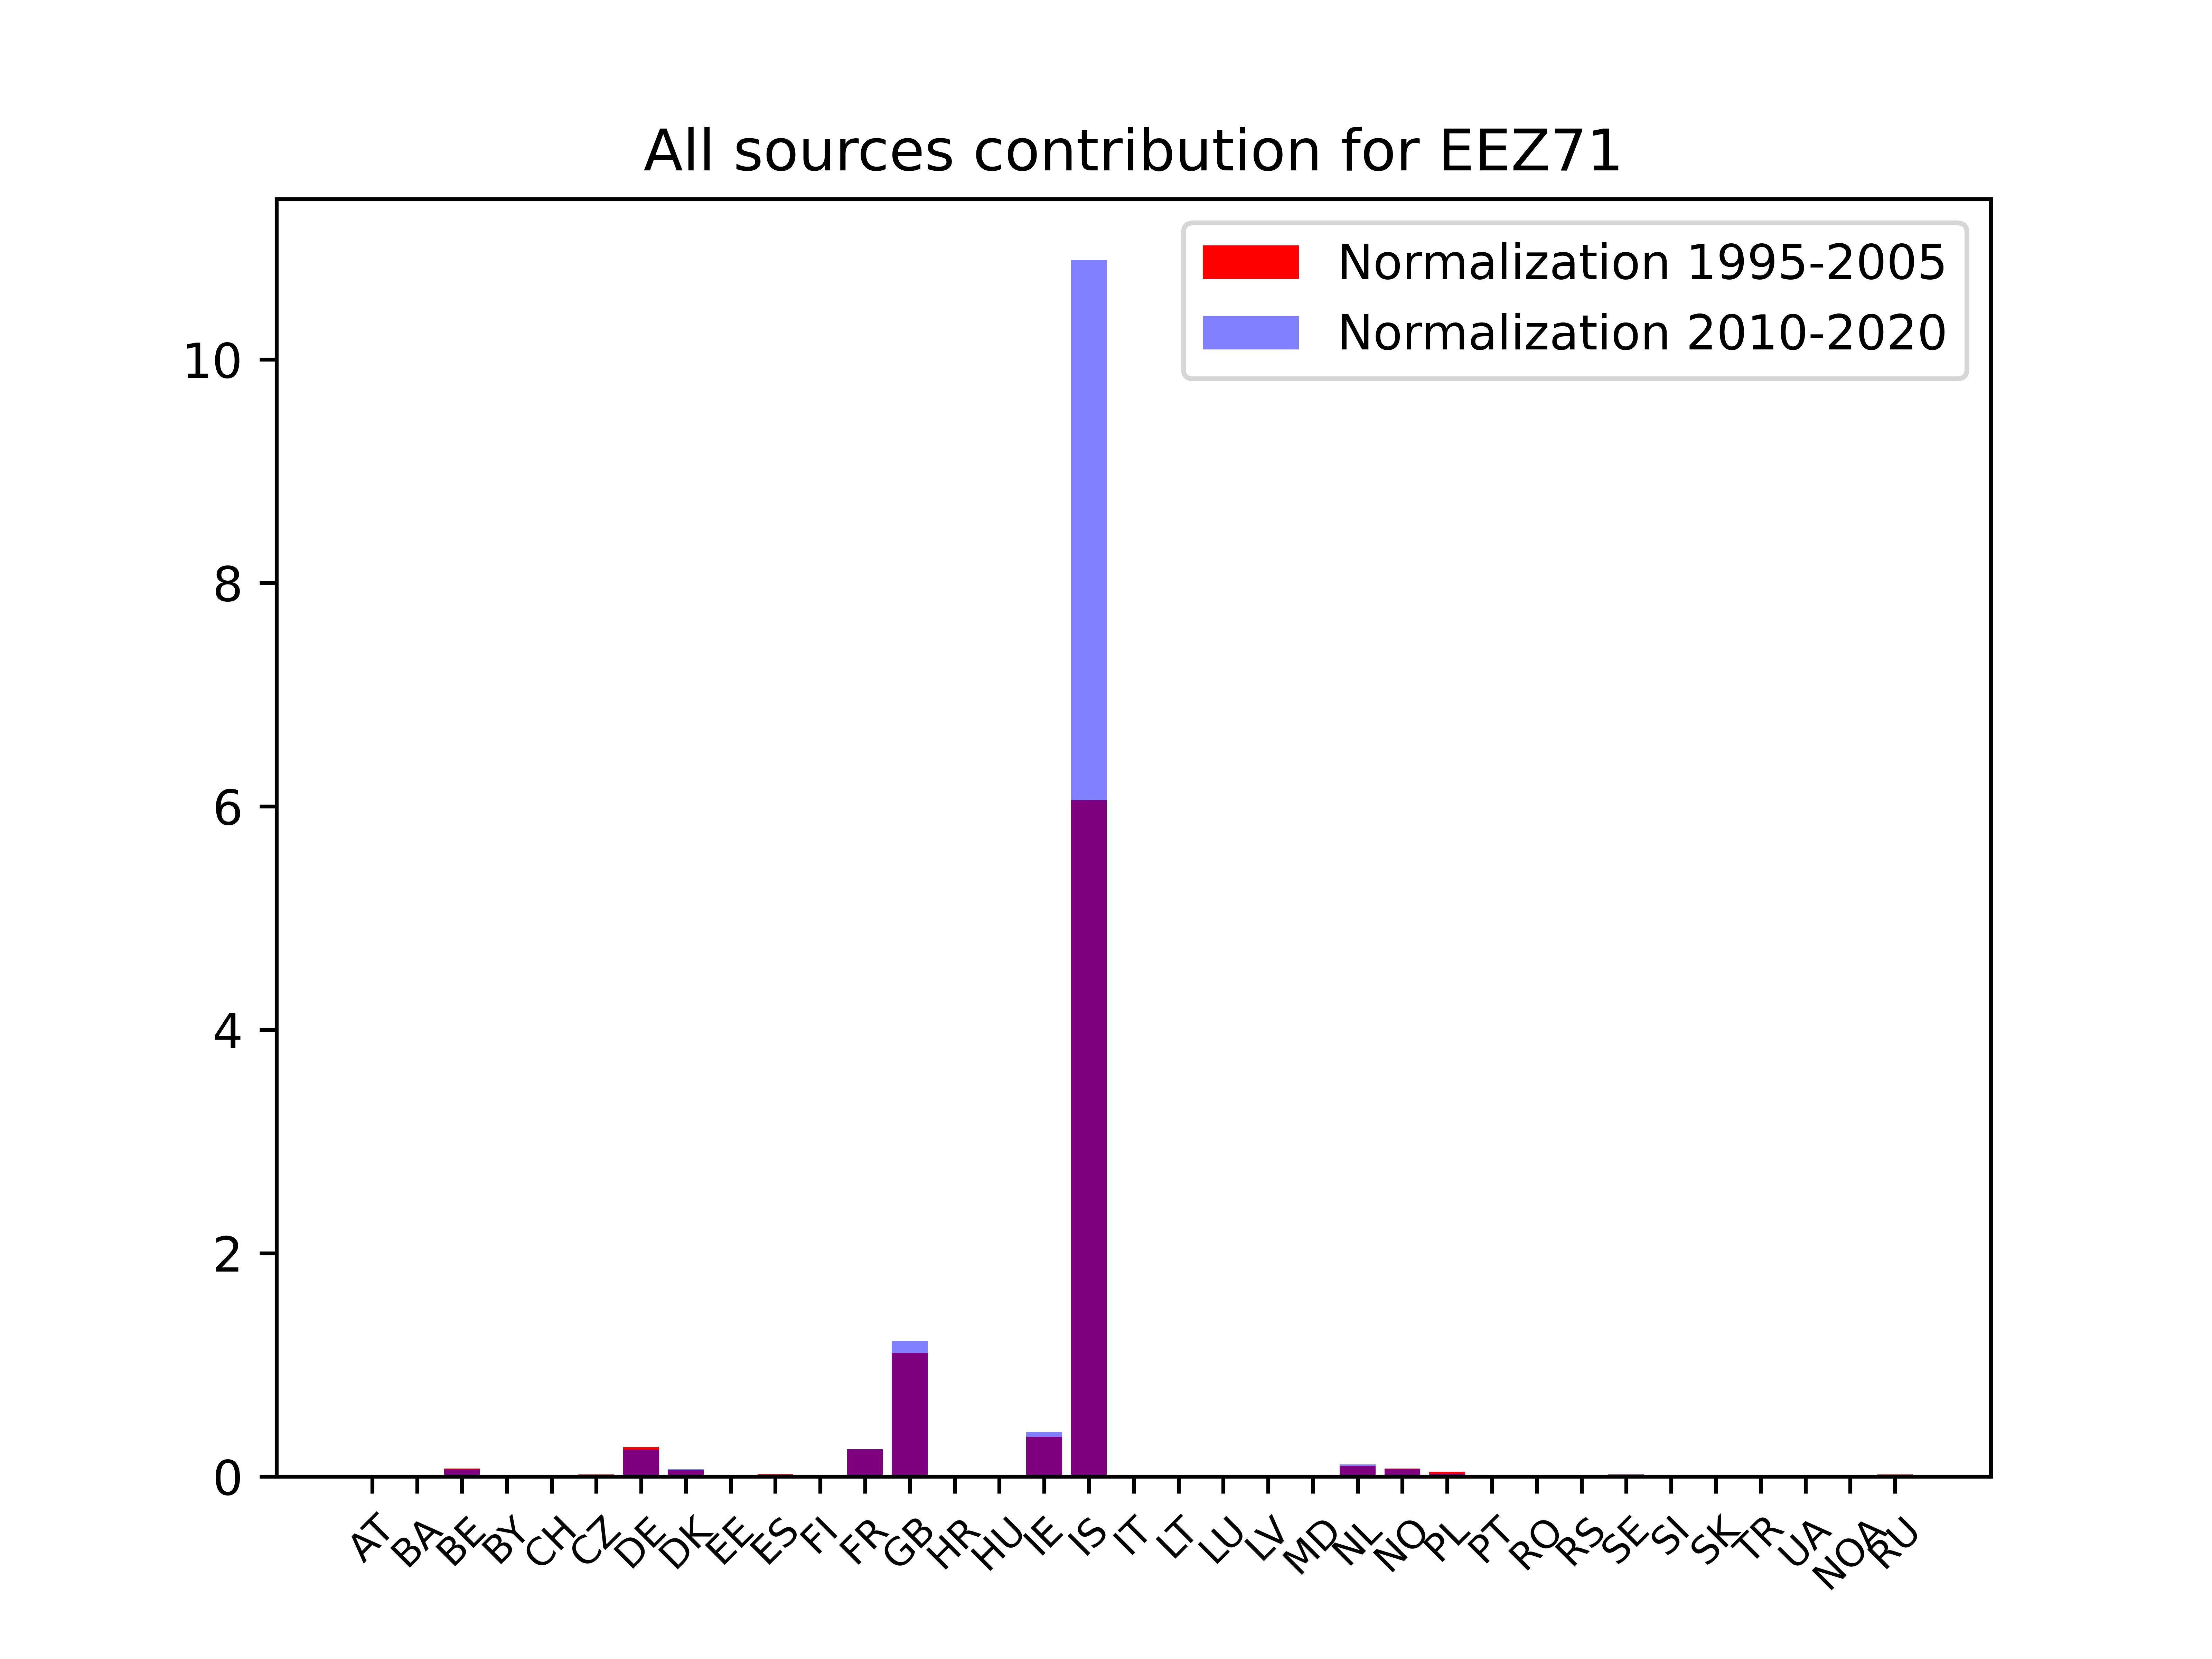 All sources contribution for EEZ71
Normalization 1995-2005
Normalization 2010-2020
10
8
6
4
2
0
AT BA BE BY CH CZ DE DK EE ES FI FR GB HR HU IE IS IT LT LU LV MD NL NO PL PT RO RS SE SI SK TR UA NOA RU